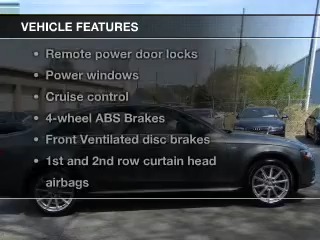 VEHICLE FEATURES
• Remote power door locks
• Power windows
• Cruise control
• 4-wheel ABS Brakes
• Front Ventilated disc brakes
• 1st and 2nd row curtain head
airbags